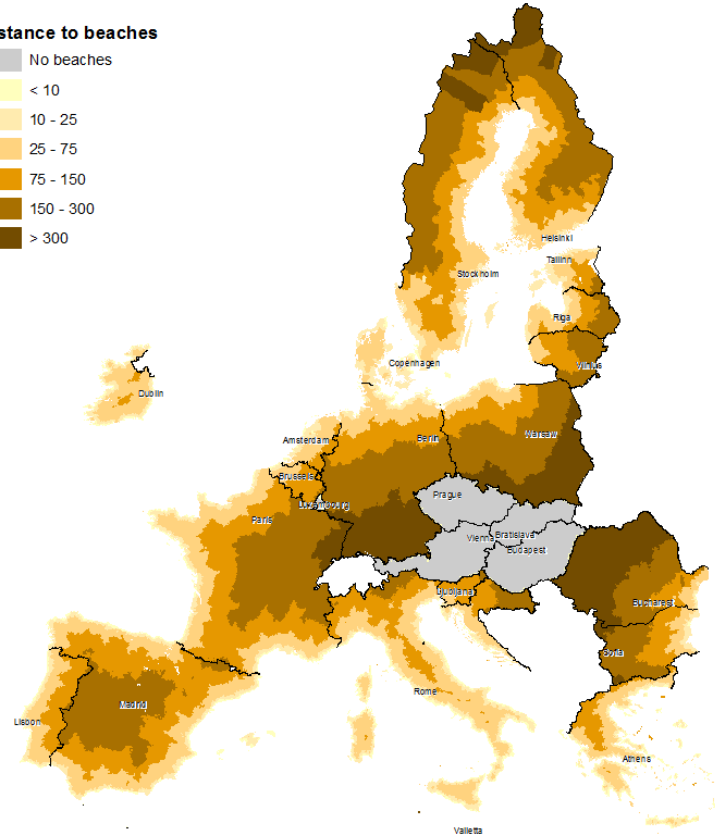 stance to beaches
No beaches
< 10
10 - 25
25 - 75
75 - 150
150 - 300
> 300
Helsinki
Tallinn
Stockholm
Riga
Copenhagen
Vilnius
Dublin
Amsterdam
Berlin
Warsaw
Brussels
Prague
Luxembourg
Paris
Vienna
Bratislava
Budapest
Ljubljana
Bucharest
Sofia
Madrid
Rome
Lisbon
Athens
Valletta